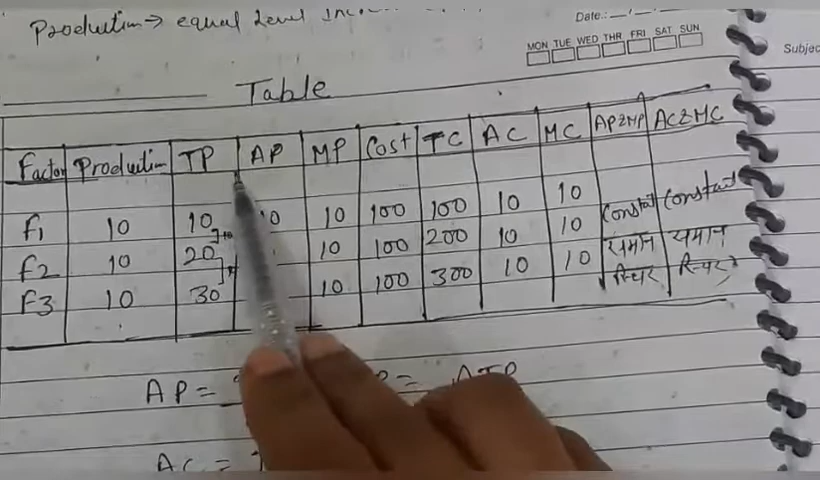 Production → equal Level
Date.:
MON TUE WED THR FRI SAT SUN
Table
Factor Production TP AP MP Cost TC AC MC AP≷MP AC≷MC
F1 10 10 10 10 100 100 10 10 Constant Constant
F2 10 20 10 100 200 10 10 समान समान
F3 10 30 10 100 300 10 10 स्थिर स्थिर
AP= = ΔTP
AC =